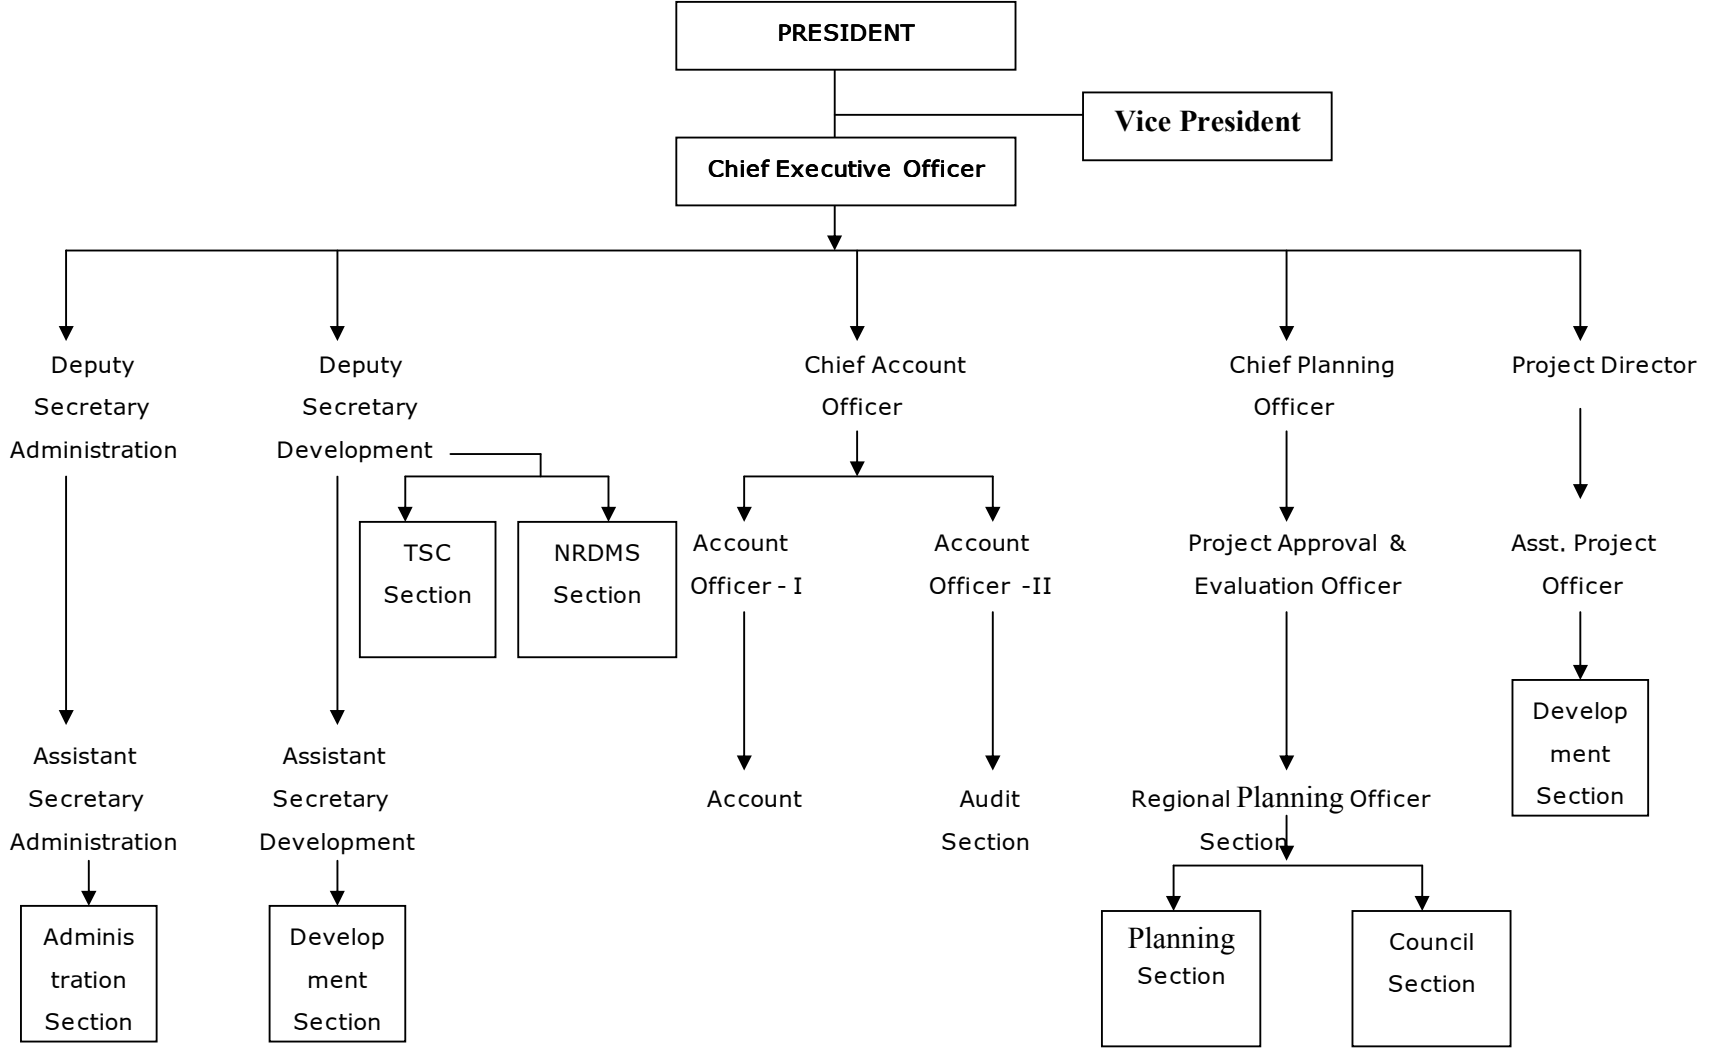 PRESIDENT
Vice President
Chief Executive Officer
Deputy
Secretary
Administration
Deputy
Secretary
Development
Chief Account
Officer
Chief Planning
Officer
Project Director
TSC
Section
NRDMS
Section
Account
Officer - I
Account
Officer -II
Project Approval &
Evaluation Officer
Asst. Project
Officer
Assistant
Secretary
Administration
Assistant
Secretary
Development
Account
Audit
Section
Regional Planning Officer
Section
Develop
ment
Section
Adminis
tration
Section
Develop
ment
Section
Planning
Section
Council
Section